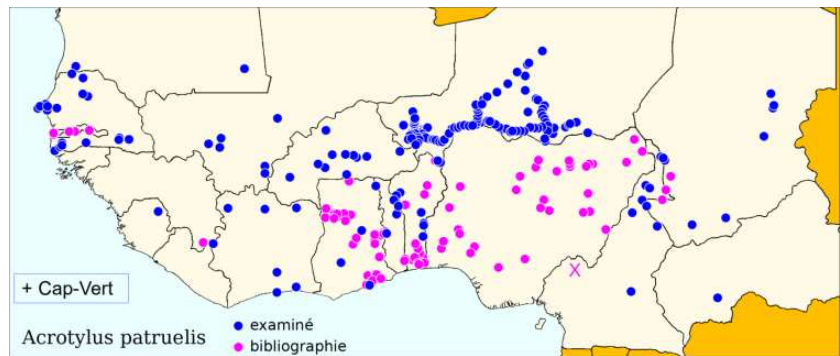 X
+ Cap-Vert
Acrotylus patruelis
examiné
bibliographie